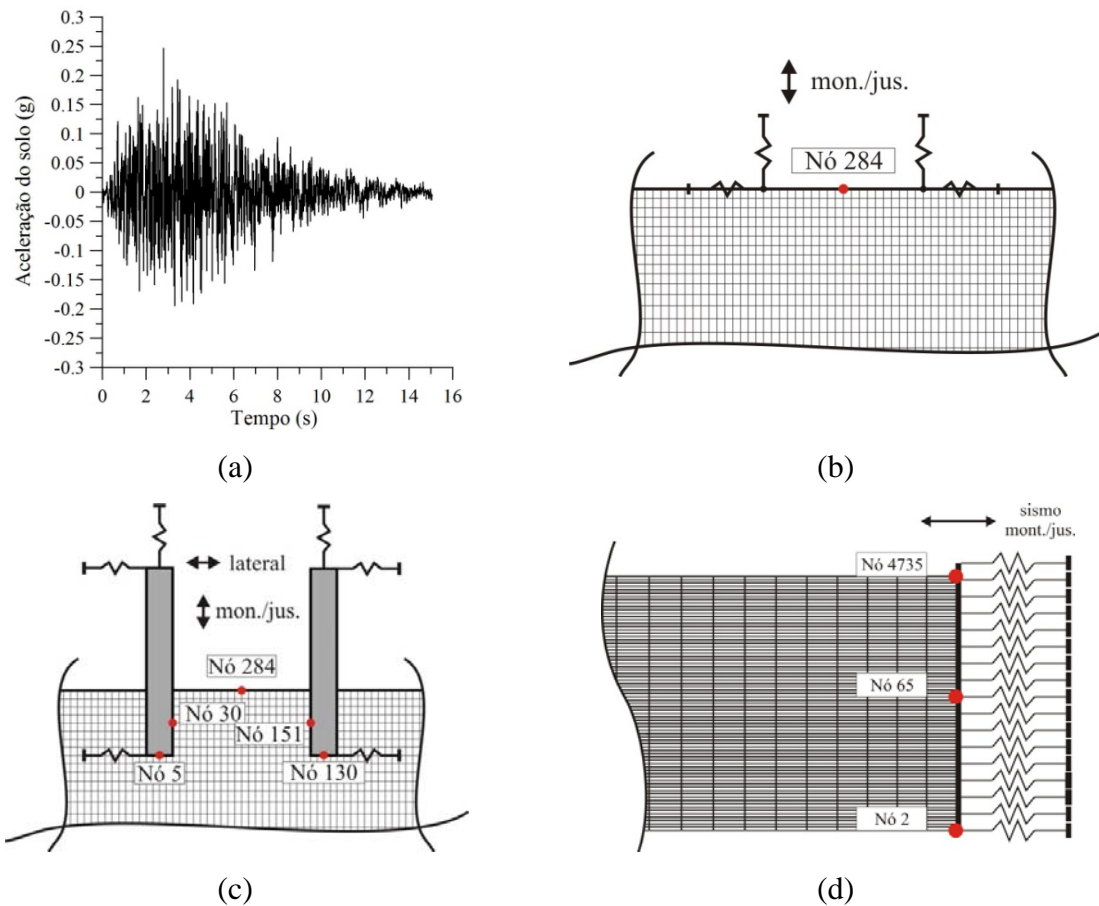 0.3
0.25
0.2
0.15
0.1
0.05
0
-0.05
-0.1
-0.15
-0.2
-0.25
-0.3
Aceleração do solo (g)
0 2 4 6 8 10 12 14 16
Tempo (s)
(a)
mon./jus.
Nó 284
(b)
lateral
mon./jus.
Nó 284
Nó 30
Nó 151
Nó 5
Nó 130
(c)
sismo
mont./jus.
Nó 4735
Nó 65
Nó 2
(d)